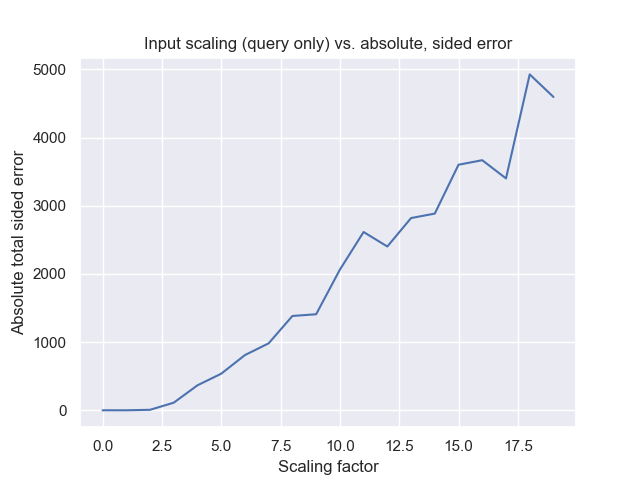 Input scaling (query only) vs. absolute, sided error
Absolute total sided error
5000
4000
3000
2000
1000
0
0.0 2.5 5.0 7.5 10.0 12.5 15.0 17.5
Scaling factor